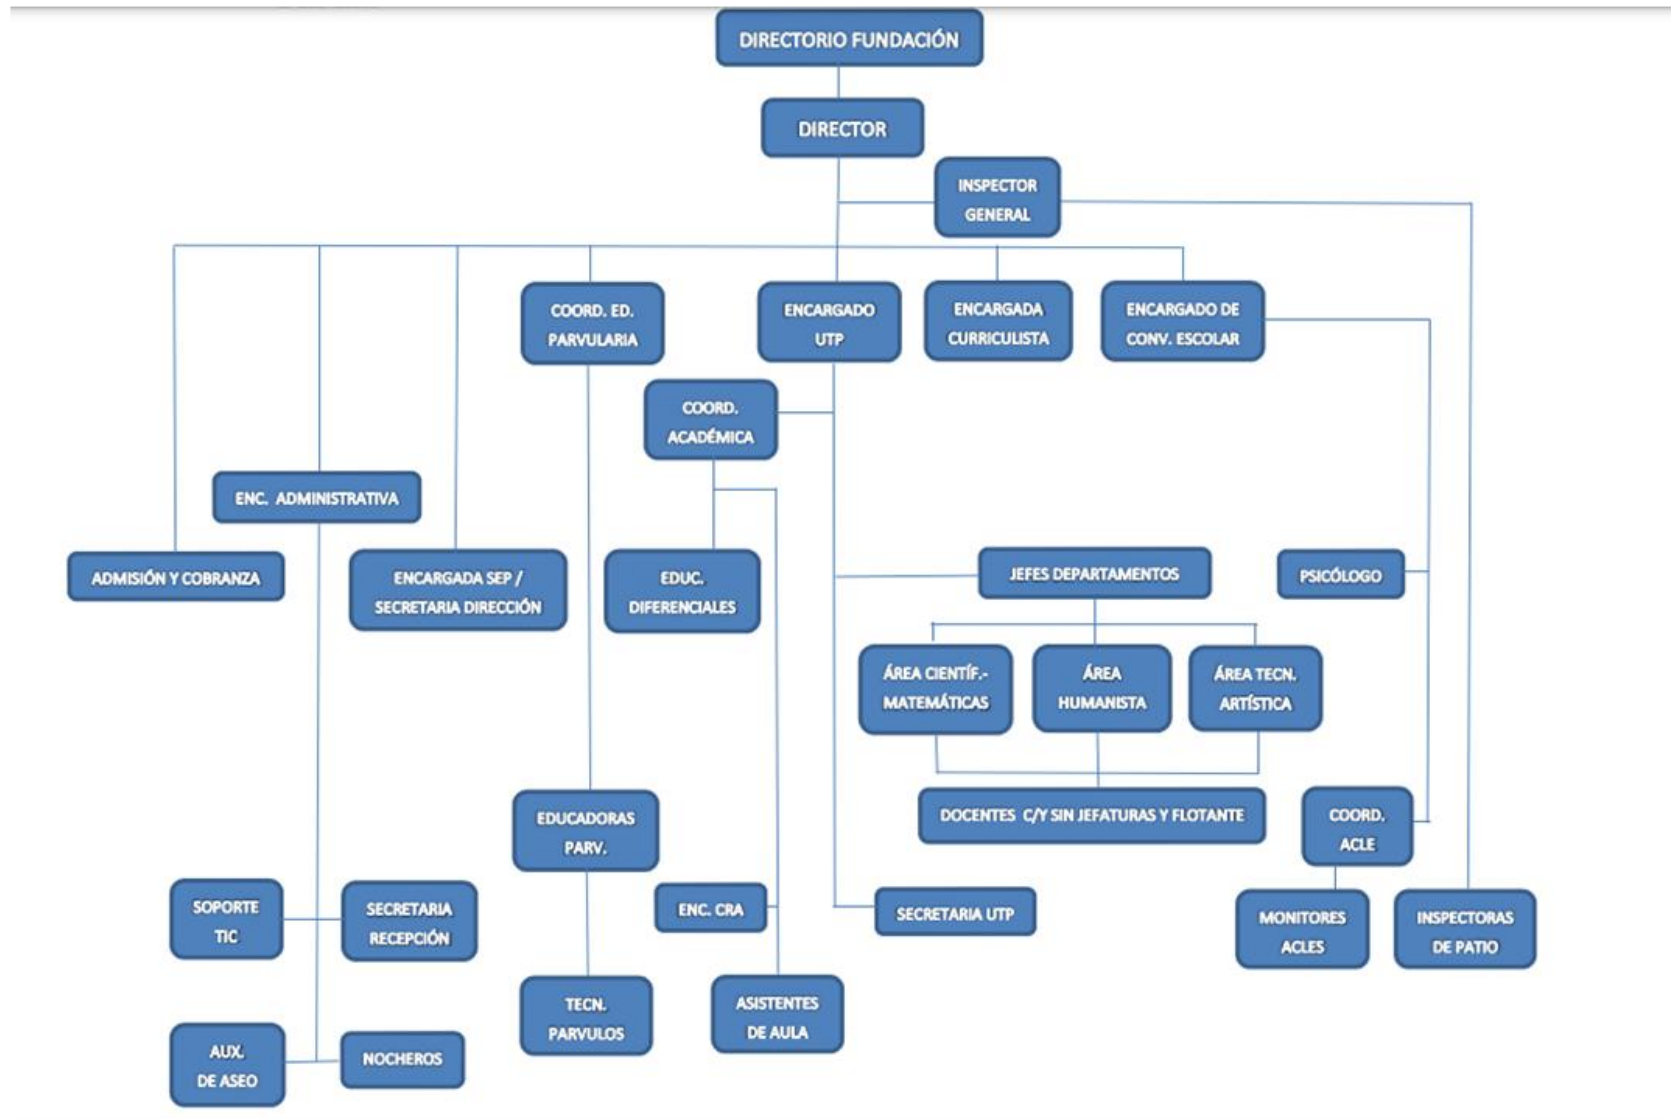 DIRECTORIO FUNDACIÓN
DIRECTOR
INSPECTOR
GENERAL
COORD. ED.
PARVULARIA
ENCARGADO
UTP
ENCARGADA
CURRICULISTA
ENCARGADO DE
CONV. ESCOLAR
COORD.
ACADÉMICA
ENC. ADMINISTRATIVA
ADMISIÓN Y COBRANZA
ENCARGADA SEP /
SECRETARIA DIRECCIÓN
EDUC.
DIFERENCIALES
JEFES DEPARTAMENTOS
PSICÓLOGO
ÁREA CIENTÍF.-
MATEMÁTICAS
ÁREA
HUMANISTA
ÁREA TECN.
ARTÍSTICA
EDUCADORAS
PARV.
DOCENTES C/Y SIN JEFATURAS Y FLOTANTE
COORD.
ACLE
SOPORTE
TIC
SECRETARIA
RECEPCIÓN
ENC. CRA
SECRETARIA UTP
MONITORES
ACLES
INSPECTORAS
DE PATIO
TECN.
PARVULOS
ASISTENTES
DE AULA
AUX.
DE ASEO
NOCHEROS